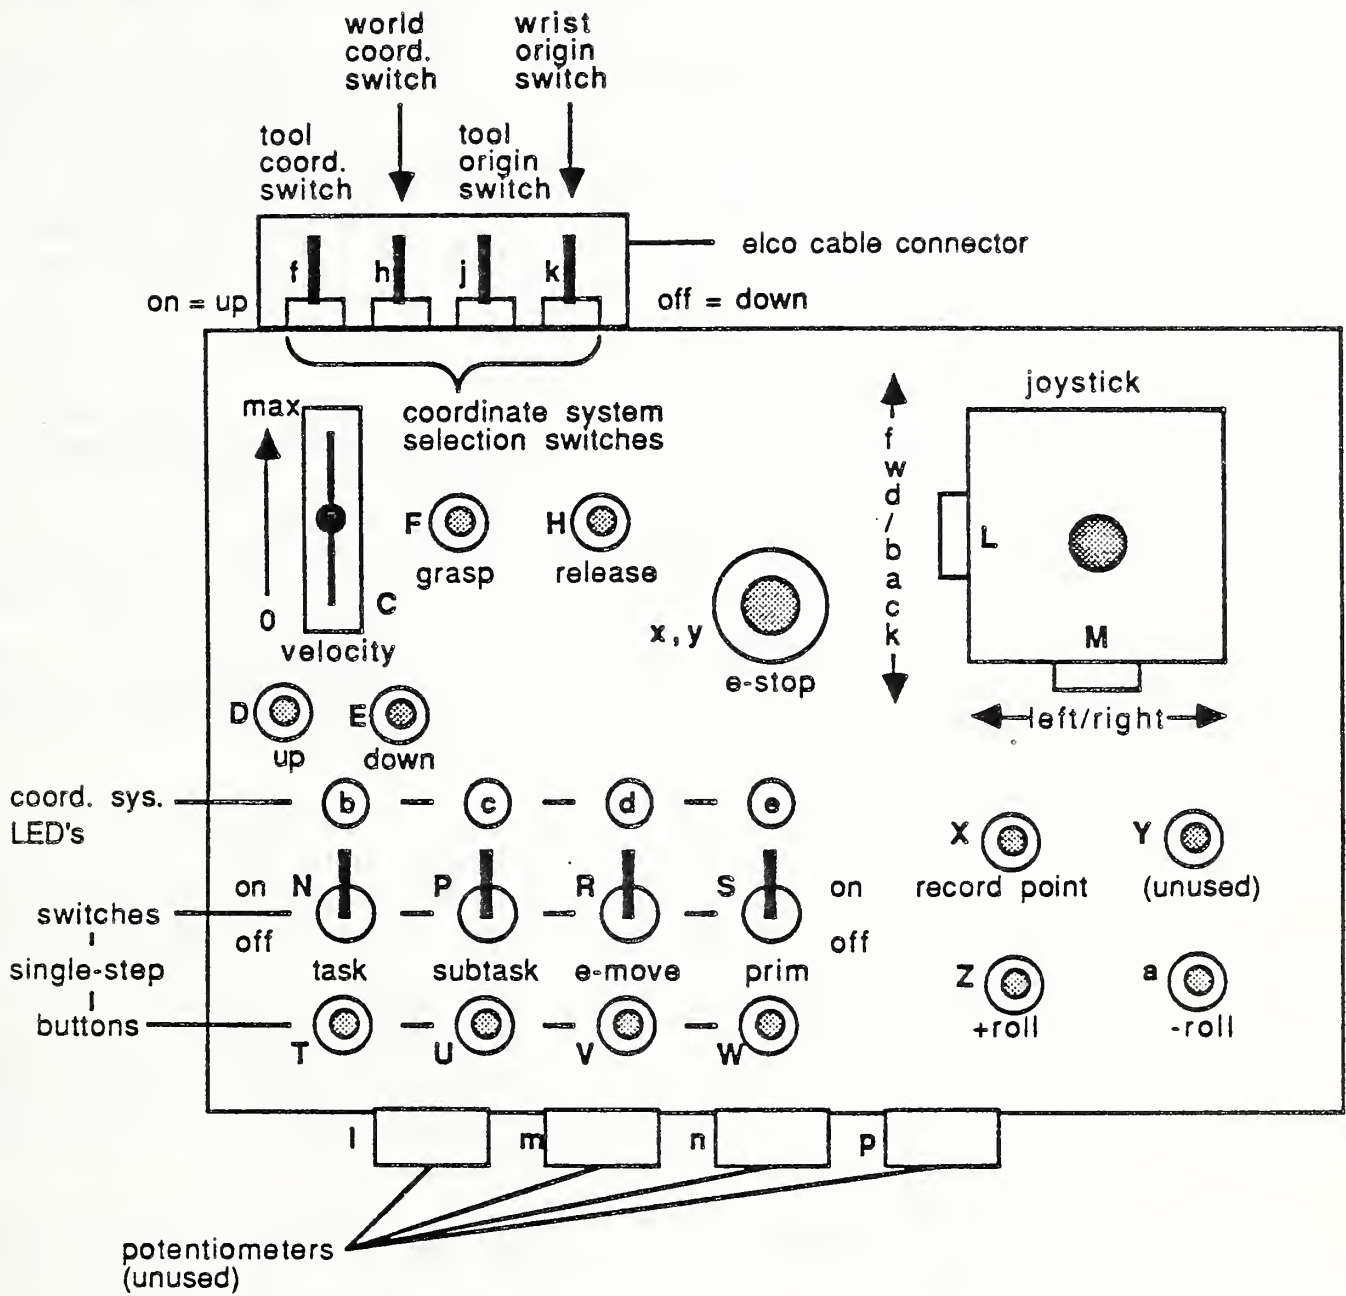 world
coord.
switch
wrist
origin
switch
tool
coord.
switch
tool
origin
switch
f
h
j
k
elco cable connector
on = up
off = down
coordinate system
selection switches
max
0
C
velocity
F
grasp
H
release
x,y
e-stop
fwd/back
joystick
L
M
left/right
D
up
E
down
coord. sys.
LED's
b
c
d
e
switches
single-step
buttons
on
off
N
P
R
S
on
off
task
subtask
e-move
prim
T
U
V
W
X
record point
Y
(unused)
Z
+roll
a
-roll
l
m
n
p
potentiometers
(unused)